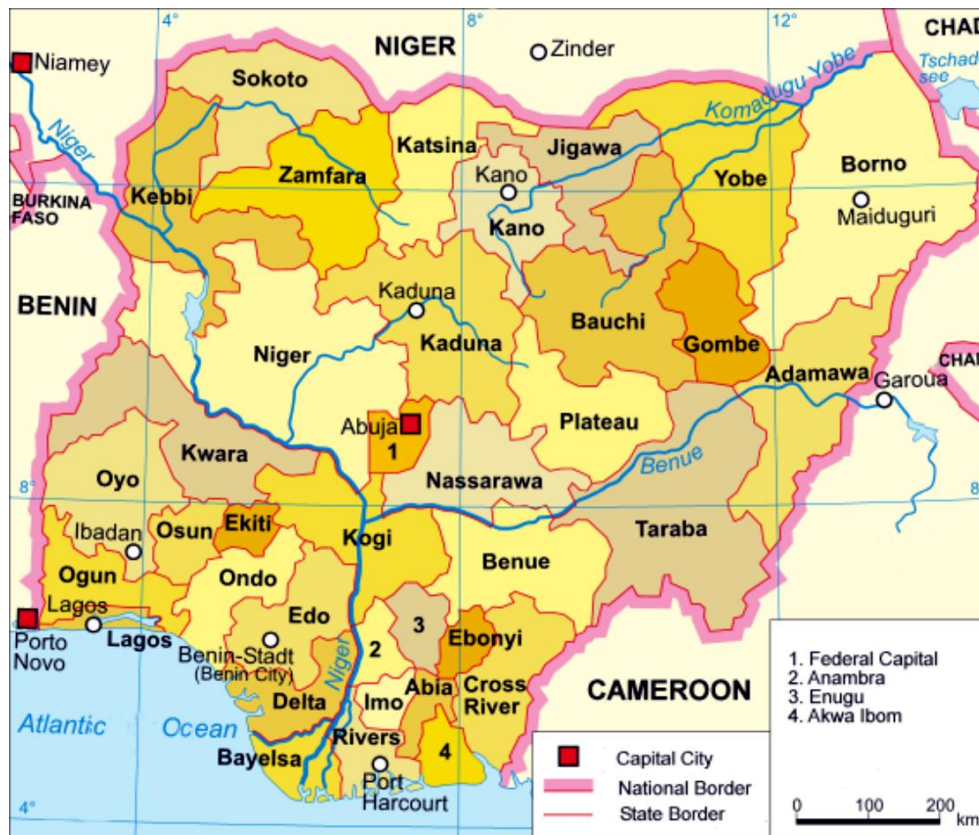 4°
8°
12°
NIGER
Zinder
CHAD
Niamey
Tschad
see
Sokoto
Komadugu Yobe
Niger
Katsina
Jigawa
Borno
Zamfara
Kano
Yobe
Kebbi
BURKINA
FASO
Maiduguri
Kano
BENIN
Kaduna
Bauchi
Niger
Kaduna
Gombe
CHAD
Adamawa
Garoua
Abuja
1
Plateau
Kwara
Benue
Nassarawa
Oyo
8°
8
Ibadan
Osun
Ekiti
Kogi
Taraba
Benue
Ogun
Ondo
Lagos
Edo
3
Ebonyi
Porto
Novo
Lagos
2
Benin-Stadt
(Benin City)
Niger
Abia
Cross
River
CAMEROON
Delta
Imo
Atlantic Ocean
Rivers
4
Bayelsa
Port
Harcourt
4°
1. Federal Capital
2. Anambra
3. Enugu
4. Akwa Ibom
Capital City
National Border
State Border
0 100 200
km